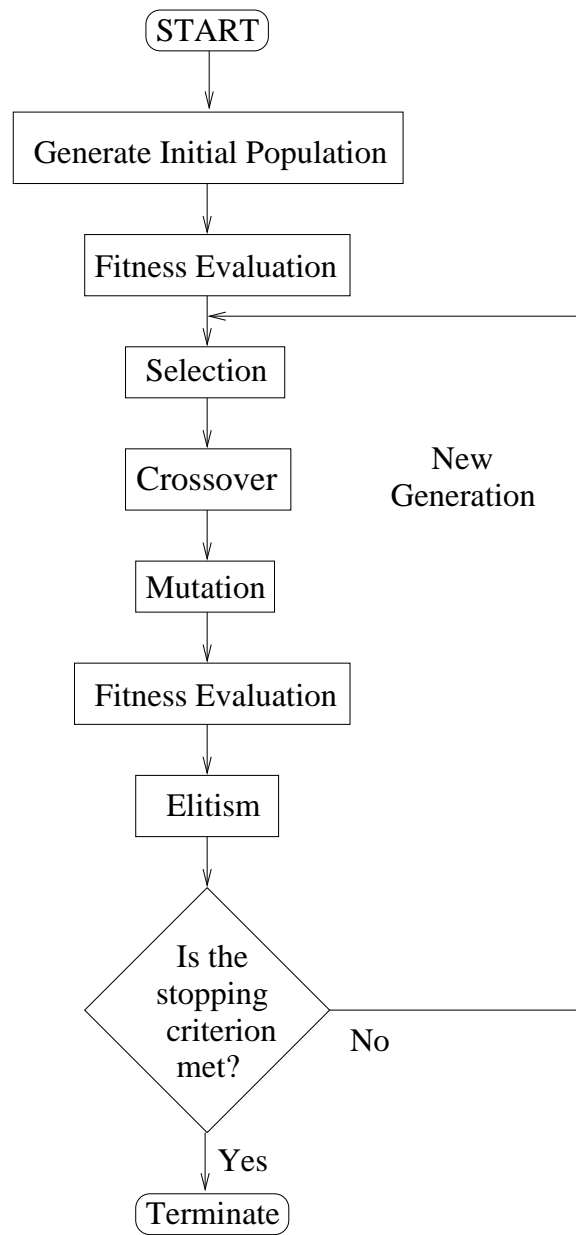 START
Generate Initial Population
Fitness Evaluation
Selection
Crossover
New
Generation
Mutation
Fitness Evaluation
Elitism
Is the
stopping
criterion
met?
No
Yes
Terminate